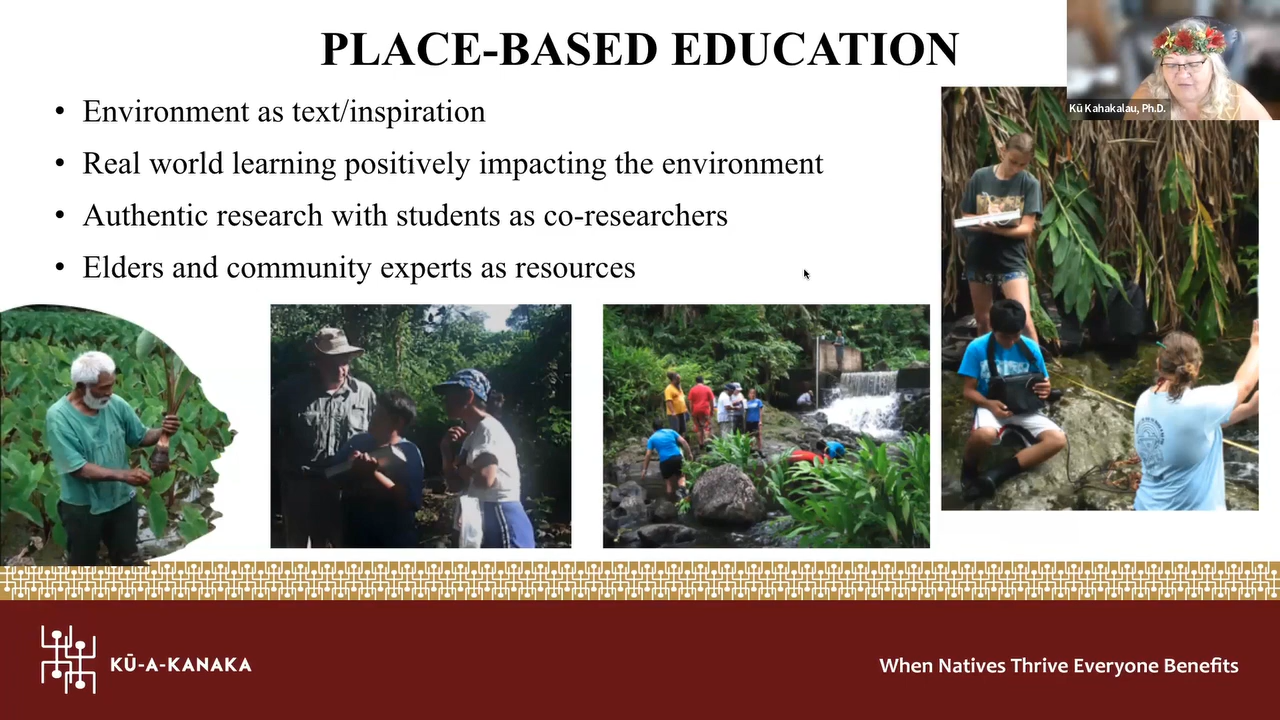 PLACE-BASED EDUCATION
Kū Kahakalau, Ph.D.
• Environment as text/inspiration
• Real world learning positively impacting the environment
• Authentic research with students as co-researchers
• Elders and community experts as resources
KŪ-A-KANAKA
When Natives Thrive Everyone Benefits